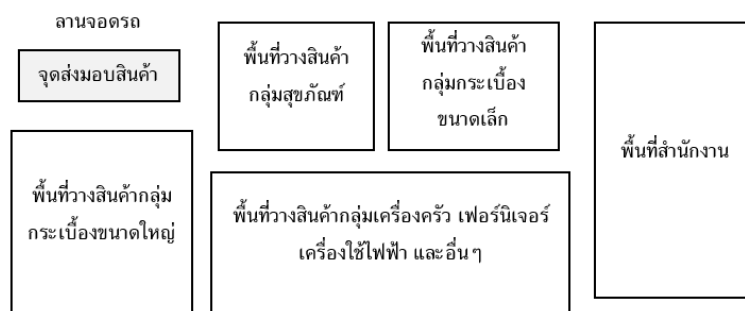 ลานจอดรถ
จุดส่งมอบสินค้า
พื้นที่วางสินค้า
กลุ่มสุขภัณฑ์
พื้นที่วางสินค้า
กลุ่มกระเบื้อง
ขนาดเล็ก
พื้นที่สำนักงาน
พื้นที่วางสินค้ากลุ่ม
กระเบื้องขนาดใหญ่
พื้นที่วางสินค้ากลุ่มเครื่องครัว เฟอร์นิเจอร์
เครื่องใช้ไฟฟ้า และอื่นๆ